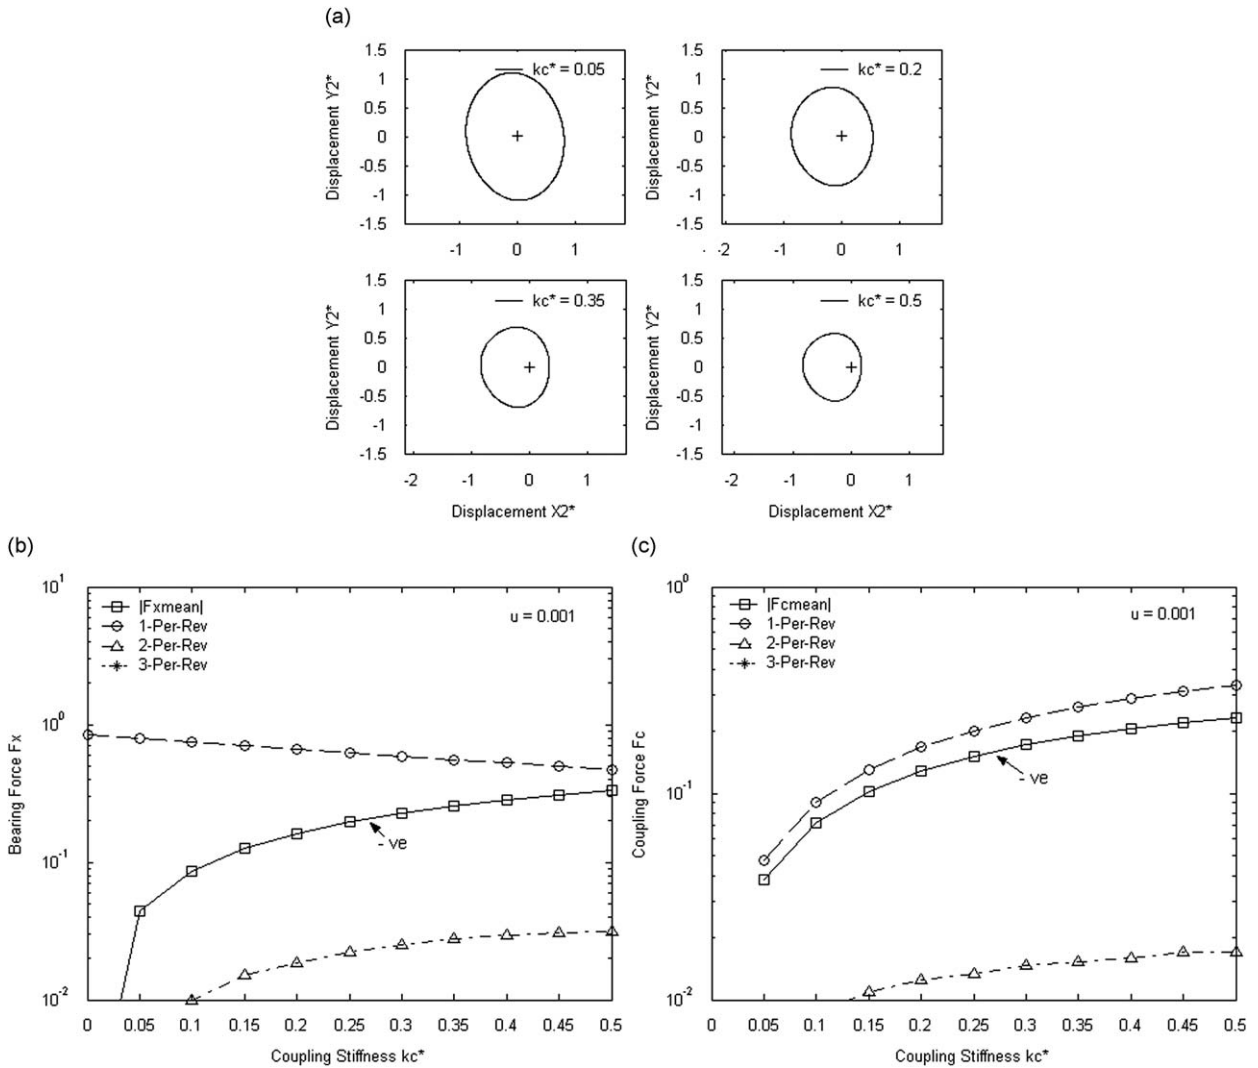 (a)
1.5
1
0.5
0
-0.5
-1
-1.5
Displacement Y2*
kc* = 0.05
-1 0 1
1.5
1
0.5
0
-0.5
-1
-1.5
Displacement Y2*
kc* = 0.2
-2 -1 0 1
1.5
1
0.5
0
-0.5
-1
-1.5
Displacement Y2*
kc* = 0.35
-2 -1 0 1
Displacement X2*
1.5
1
0.5
0
-0.5
-1
-1.5
Displacement Y2*
kc* = 0.5
-2 -1 0 1
Displacement X2*
(b)
10^1
10^0
10^-1
10^-2
Bearing Force Fx
|Fxmean|
1-Per-Rev
2-Per-Rev
3-Per-Rev
u = 0.001
- ve
0 0.05 0.1 0.15 0.2 0.25 0.3 0.35 0.4 0.45 0.5
Coupling Stiffness kc*
(c)
10^0
10^-1
10^-2
Coupling Force Fc
|Fcmean|
1-Per-Rev
2-Per-Rev
3-Per-Rev
u = 0.001
- ve
0 0.05 0.1 0.15 0.2 0.25 0.3 0.35 0.4 0.45 0.5
Coupling Stiffness kc*